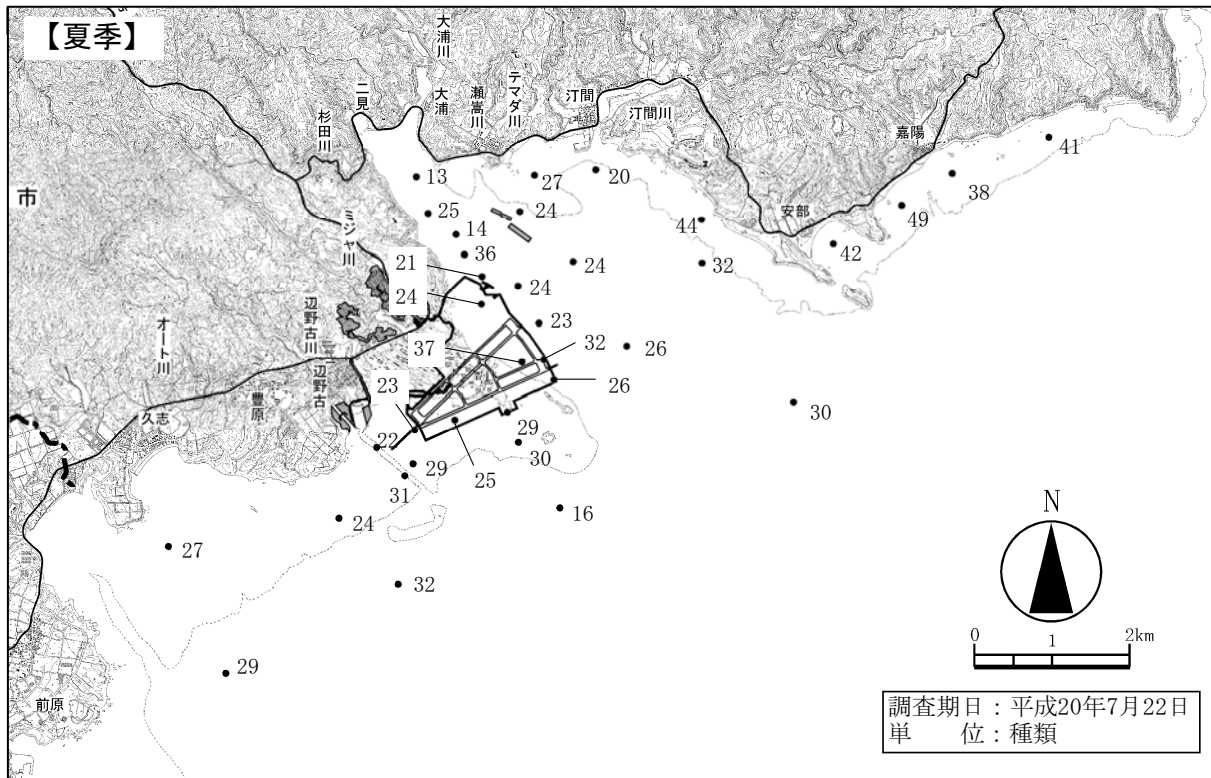 【夏季】
大浦川
二見
杉田川
大浦
瀬嵩川
テマダ川
汀間
汀間川
嘉陽
安部
市
ミジャ川
辺野古川
辺野古
オート川
豊原
久志
前原
41
38
49
42
44
32
20
27
24
13
25
14
36
24
21
24
24
23
37
32
26
26
30
23
22
29
30
25
29
31
16
24
27
32
29
N
0 1 2km
調査期日：平成20年7月22日
単　　位：種類